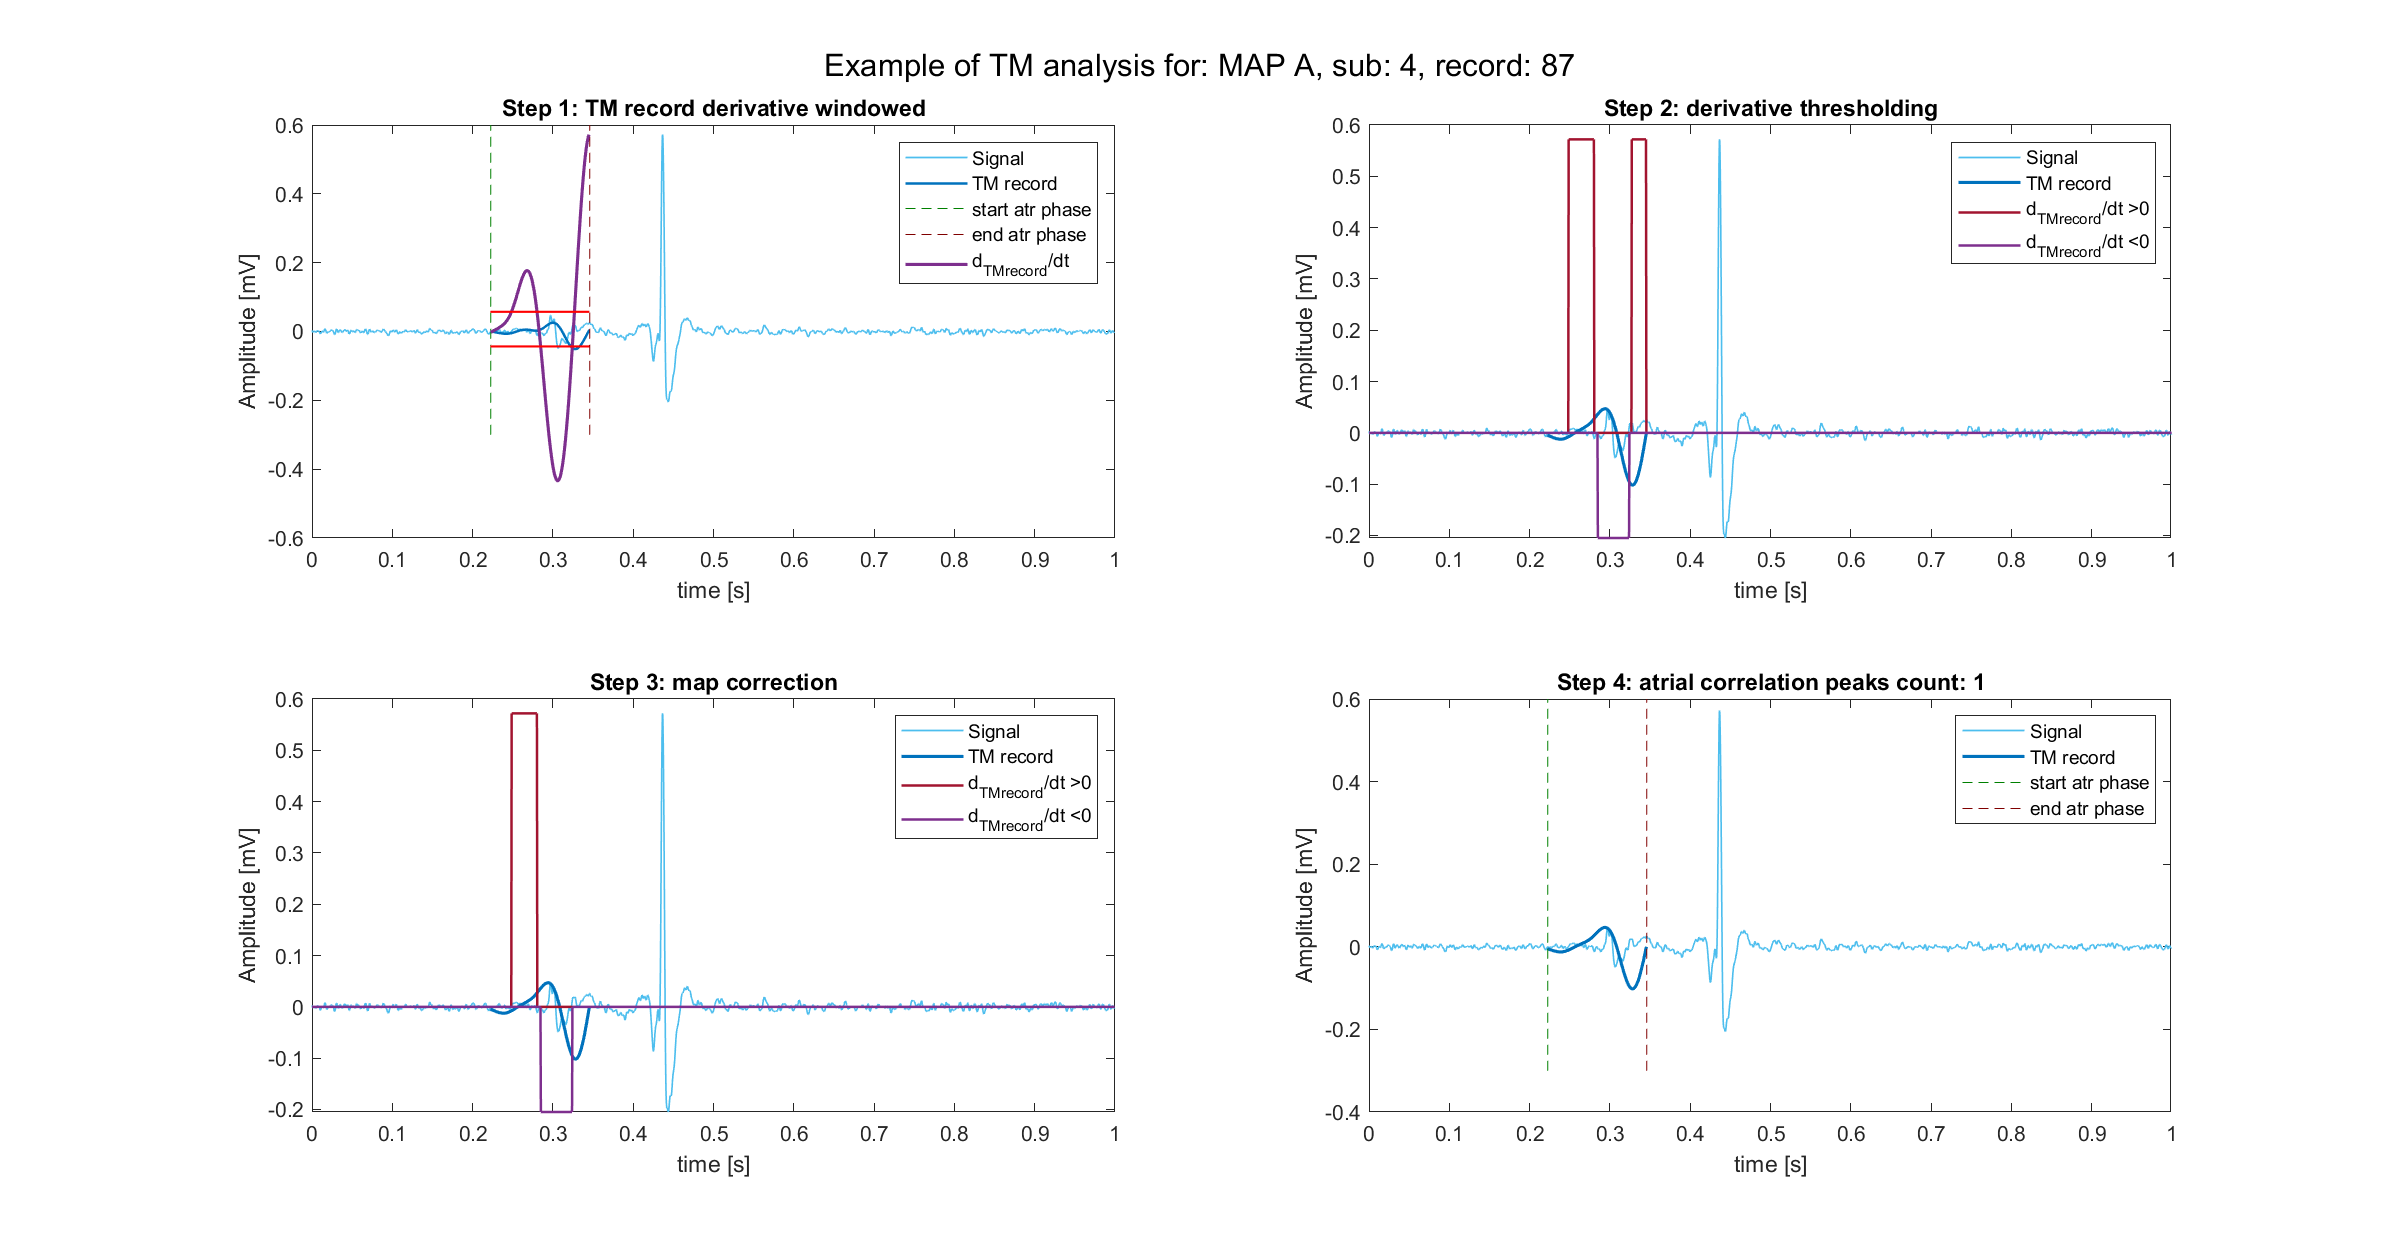 Example of TM analysis for: MAP A, sub: 4, record: 87
Step 1: TM record derivative windowed
Amplitude [mV]
0.6
0.4
0.2
0
-0.2
-0.4
-0.6
Signal
TM record
start atr phase
end atr phase
dTMrecord/dt
0 0.1 0.2 0.3 0.4 0.5 0.6 0.7 0.8 0.9 1
time [s]
Step 2: derivative thresholding
Amplitude [mV]
0.6
0.5
0.4
0.3
0.2
0.1
0
-0.1
-0.2
Signal
TM record
dTMrecord/dt >0
dTMrecord/dt <0
0 0.1 0.2 0.3 0.4 0.5 0.6 0.7 0.8 0.9 1
time [s]
Step 3: map correction
Amplitude [mV]
0.6
0.5
0.4
0.3
0.2
0.1
0
-0.1
-0.2
Signal
TM record
dTMrecord/dt >0
dTMrecord/dt <0
0 0.1 0.2 0.3 0.4 0.5 0.6 0.7 0.8 0.9 1
time [s]
Step 4: atrial correlation peaks count: 1
Amplitude [mV]
0.6
0.4
0.2
0
-0.2
-0.4
Signal
TM record
start atr phase
end atr phase
0 0.1 0.2 0.3 0.4 0.5 0.6 0.7 0.8 0.9 1
time [s]